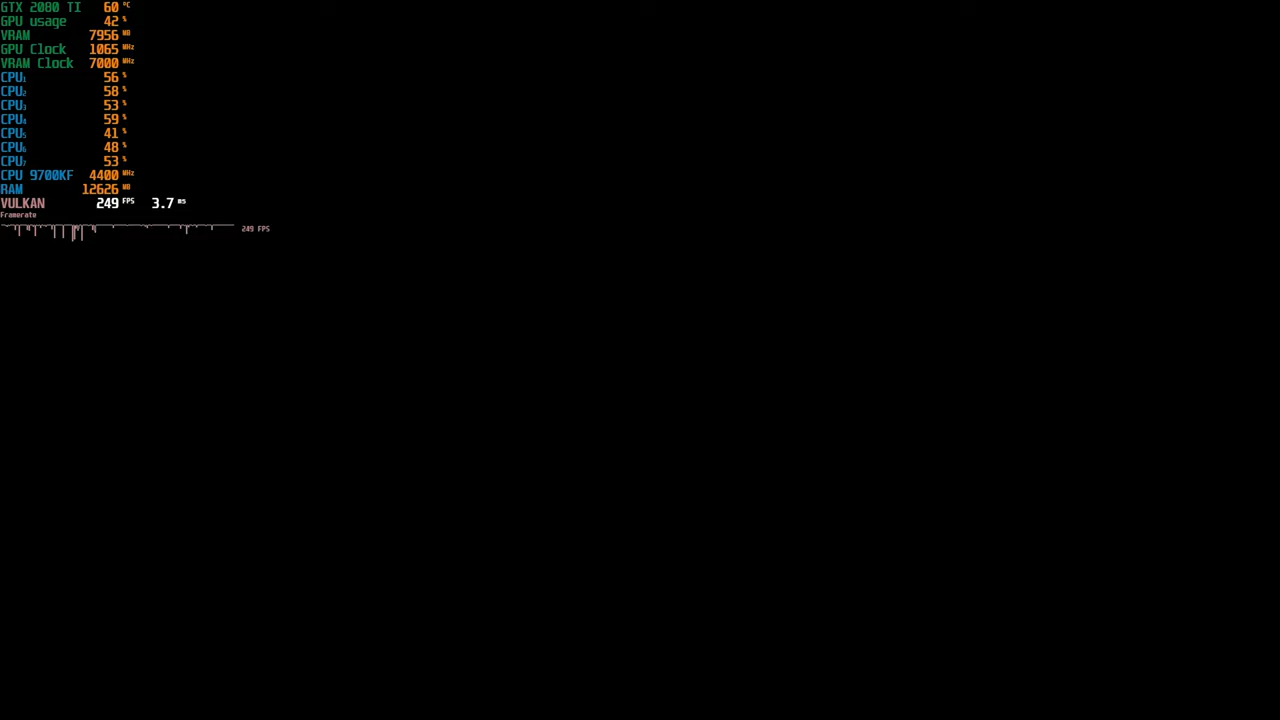 GTX 2080 TI 60 °C
GPU usage 42 %
VRAM 7956 MB
GPU Clock 1065 MHz
VRAM Clock 7000 MHz
CPU1 56 %
CPU2 58 %
CPU3 53 %
CPU4 59 %
CPU5 41 %
CPU6 48 %
CPU7 53 %
CPU 9700KF 4400 MHz
RAM 12626 MB
VULKAN 249 FPS 3.7 ms
Framerate
249 FPS